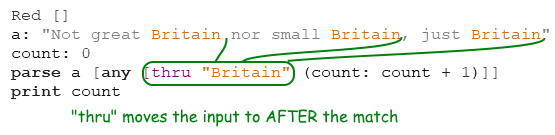 Red []
a: "Not great Britain nor small Britain, just Britain"
count: 0
parse a [any [thru "Britain" (count: count + 1)]]
print count
"thru" moves the input to AFTER the match